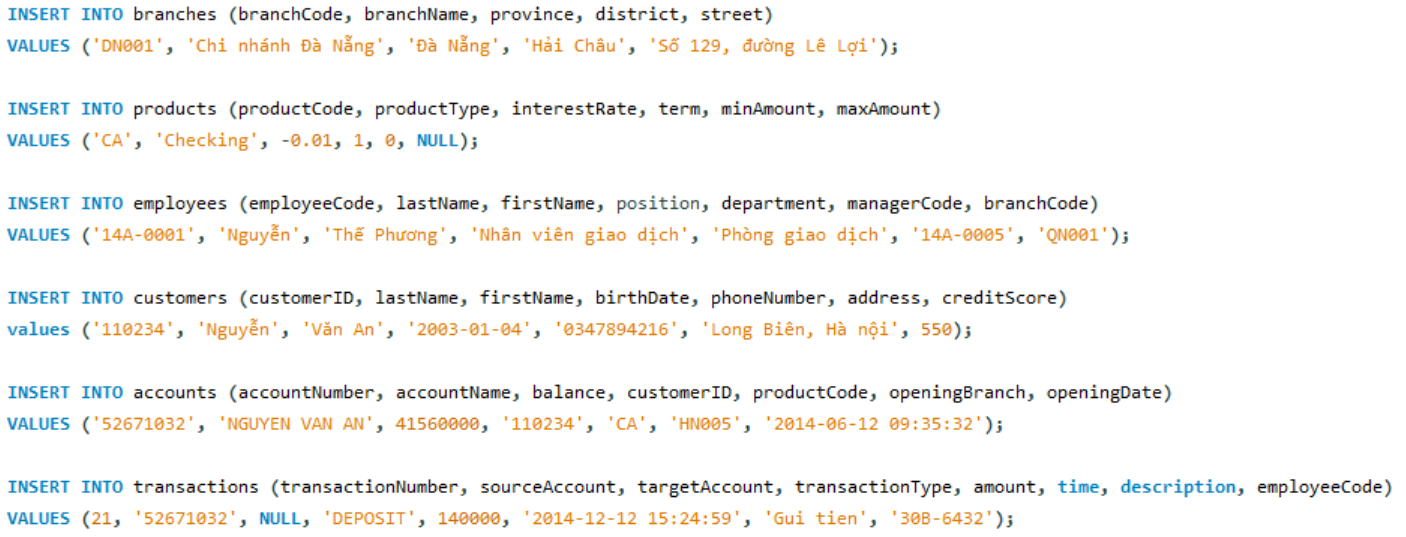 INSERT INTO branches (branchCode, branchName, province, district, street)
VALUES ('DN001', 'Chi nhánh Đà Nẵng', 'Đà Nẵng', 'Hải Châu', 'Số 129, đường Lê Lợi');
INSERT INTO products (productCode, productType, interestRate, term, minAmount, maxAmount)
VALUES ('CA', 'Checking', -0.01, 1, 0, NULL);
INSERT INTO employees (employeeCode, lastName, firstName, position, department, managerCode, branchCode)
VALUES ('14A-0001', 'Nguyễn', 'Thế Phương', 'Nhân viên giao dịch', 'Phòng giao dịch', '14A-0005', 'QN001');
INSERT INTO customers (customerID, lastName, firstName, birthDate, phoneNumber, address, creditScore)
values ('110234', 'Nguyễn', 'Văn An', '2003-01-04', '0347894216', 'Long Biên, Hà nội', 550);
INSERT INTO accounts (accountNumber, accountName, balance, customerID, productCode, openingBranch, openingDate)
VALUES ('52671032', 'NGUYEN VAN AN', 41560000, '110234', 'CA', 'HN005', '2014-06-12 09:35:32');
INSERT INTO transactions (transactionNumber, sourceAccount, targetAccount, transactionType, amount, time, description, employeeCode)
VALUES (21, '52671032', NULL, 'DEPOSIT', 140000, '2014-12-12 15:24:59', 'Gui tien', '30B-6432');